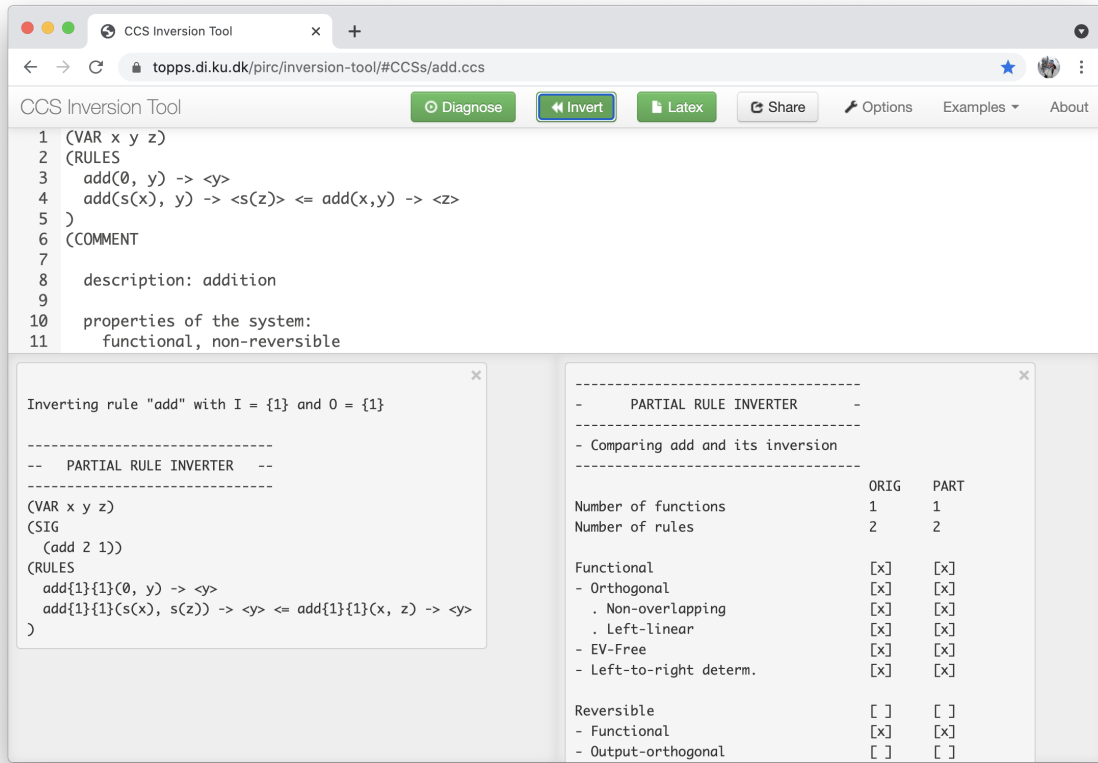 CCS Inversion Tool
topps.di.ku.dk/pirc/inversion-tool/#CCSs/add.ccs
CCS Inversion Tool Diagnose Invert Latex Share Options Examples About
1 (VAR x y z)
2 (RULES
3   add(0, y) -> <y>
4   add(s(x), y) -> <s(z)> <= add(x,y) -> <z>
5 )
6 (COMMENT
7
8   description: addition
9
10   properties of the system:
11     functional, non-reversible
Inverting rule "add" with I = {1} and O = {1}
-------------------------------
--   PARTIAL RULE INVERTER   --
-------------------------------
(VAR x y z)
(SIG
  (add 2 1))
(RULES
  add{1}{1}(0, y) -> <y>
  add{1}{1}(s(x), s(z)) -> <y> <= add{1}{1}(x, z) -> <y>
)
------------------------------------
-      PARTIAL RULE INVERTER       -
------------------------------------
- Comparing add and its inversion
------------------------------------
ORIG PART
Number of functions 1 1
Number of rules 2 2
Functional [x] [x]
- Orthogonal [x] [x]
  . Non-overlapping [x] [x]
  . Left-linear [x] [x]
- EV-Free [x] [x]
- Left-to-right determ. [x] [x]
Reversible [ ] [ ]
- Functional [x] [x]
- Output-orthogonal [ ] [ ]